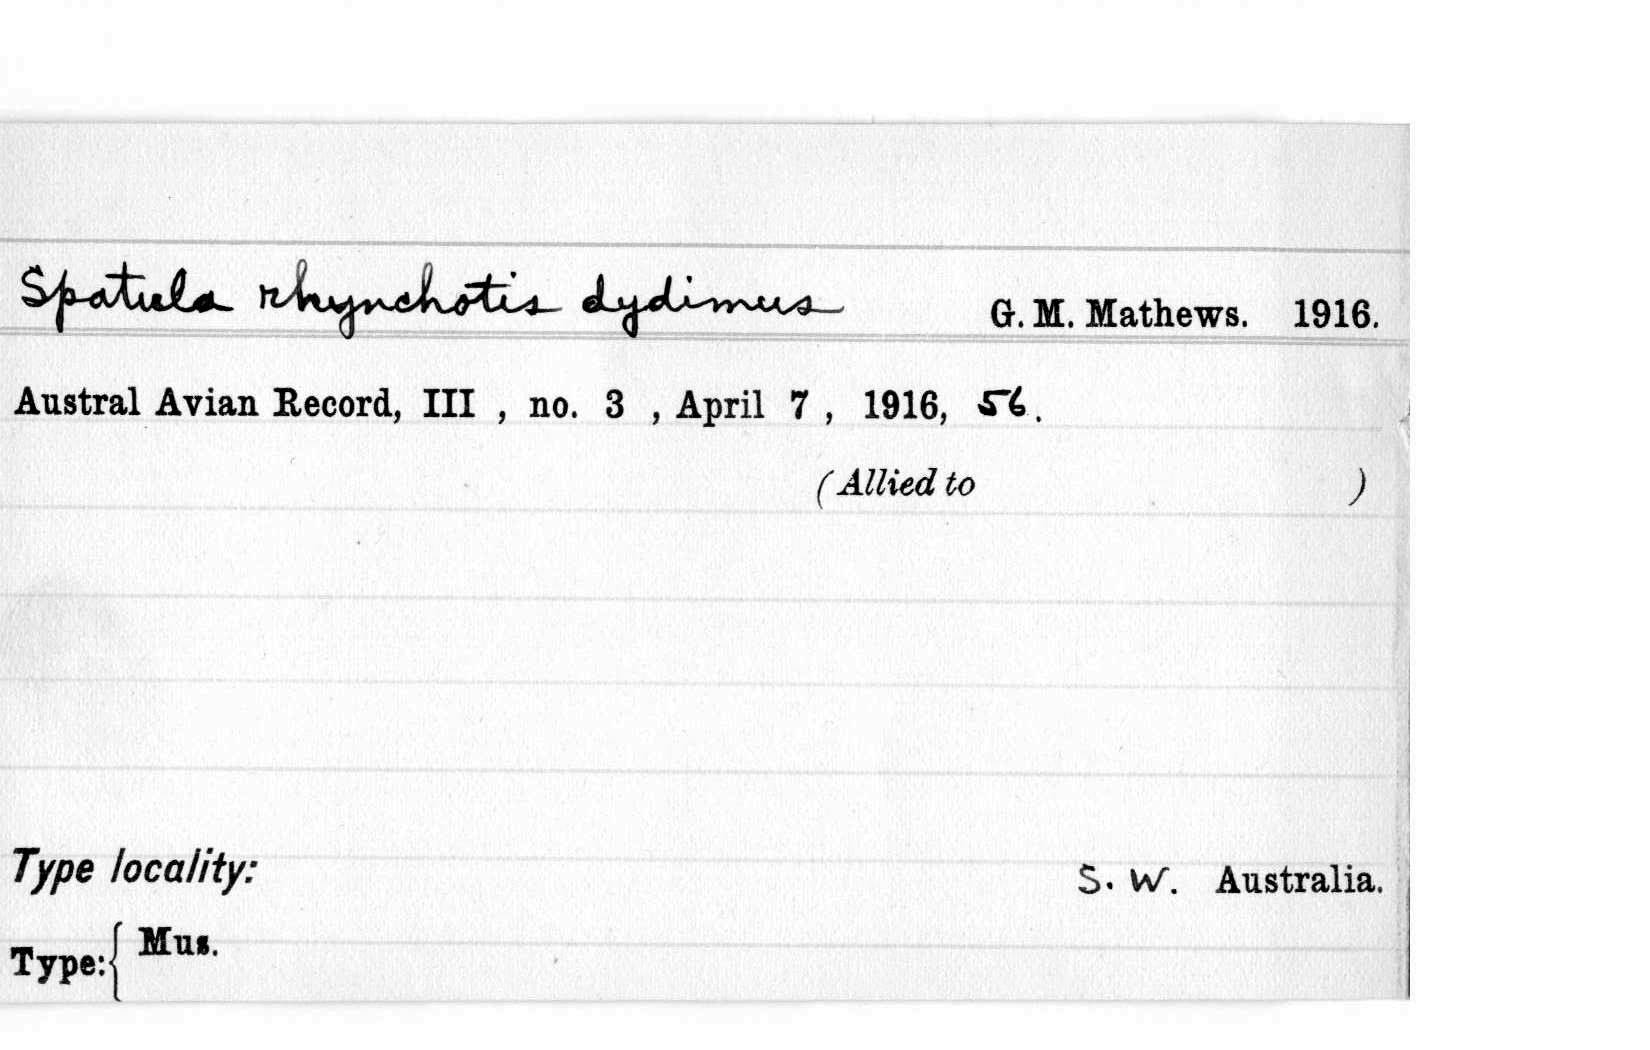 Spatula rhynchotis dydimus G. M. Mathews. 1916.
Austral Avian Record, III , no. 3 , April 7 , 1916, 56.
(Allied to )
Type locality: S. W. Australia.
Type: { Mus.